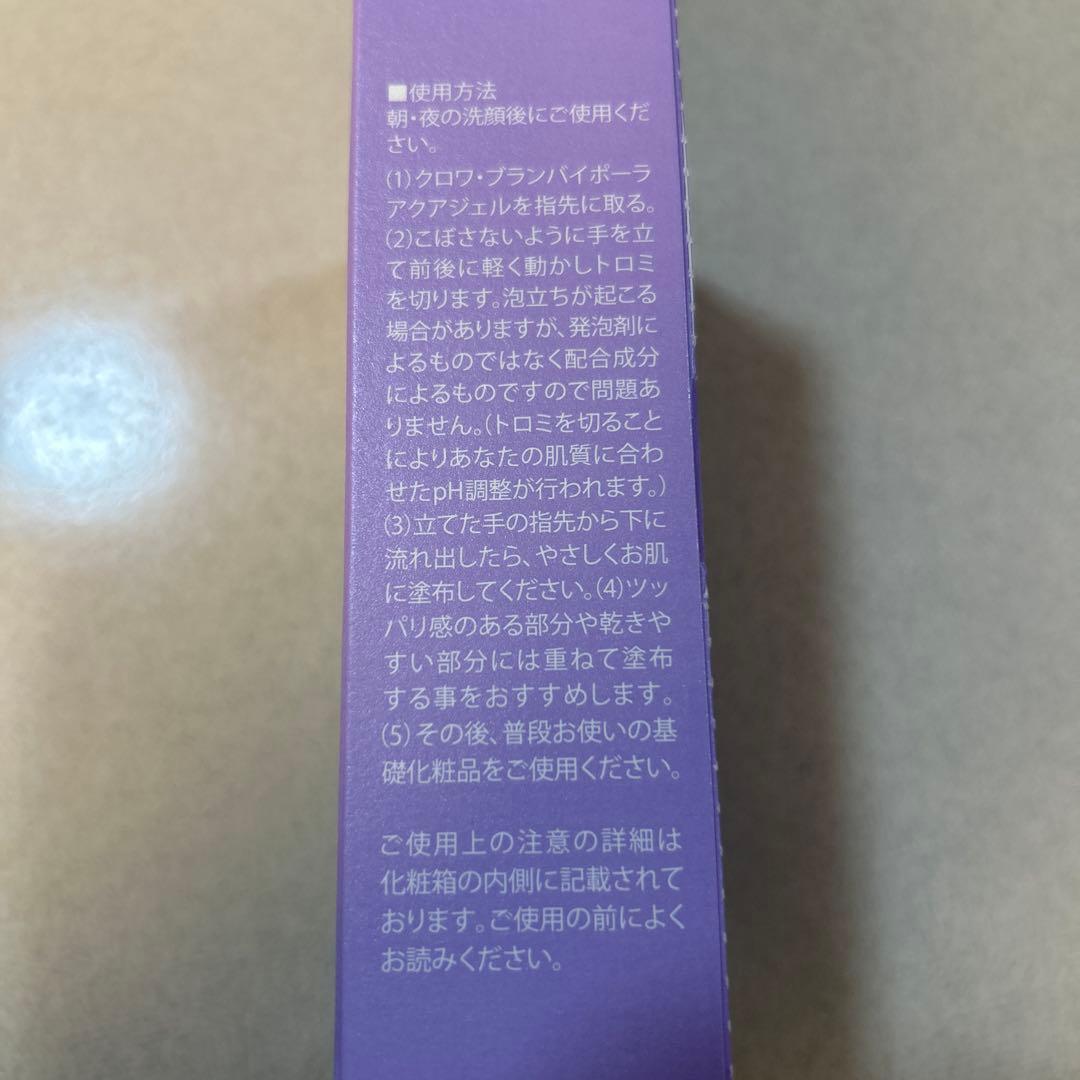 ■使用方法
朝・夜の洗顔後にご使用くだ
さい。
(1)クロワ・ブランバイポーラ
アクアジェルを指先に取る。
(2)こぼさないように手を立
て前後に軽く動かしトロミ
を切ります。泡立ちが起こる
場合がありますが、発泡剤に
よるものではなく配合成分
によるものですので問題あ
りません。(トロミを切ること
によりあなたの肌質に合わ
せたpH調整が行われます。)
(3)立てた手の指先から下に
流れ出したら、やさしくお肌
に塗布してください。(4)ツッ
パリ感のある部分や乾きや
すい部分には重ねて塗布
する事をおすすめします。
(5)その後、普段お使いの基
礎化粧品をご使用ください。
ご使用上の注意の詳細は
化粧箱の内側に記載されて
おります。ご使用の前によく
お読みください。